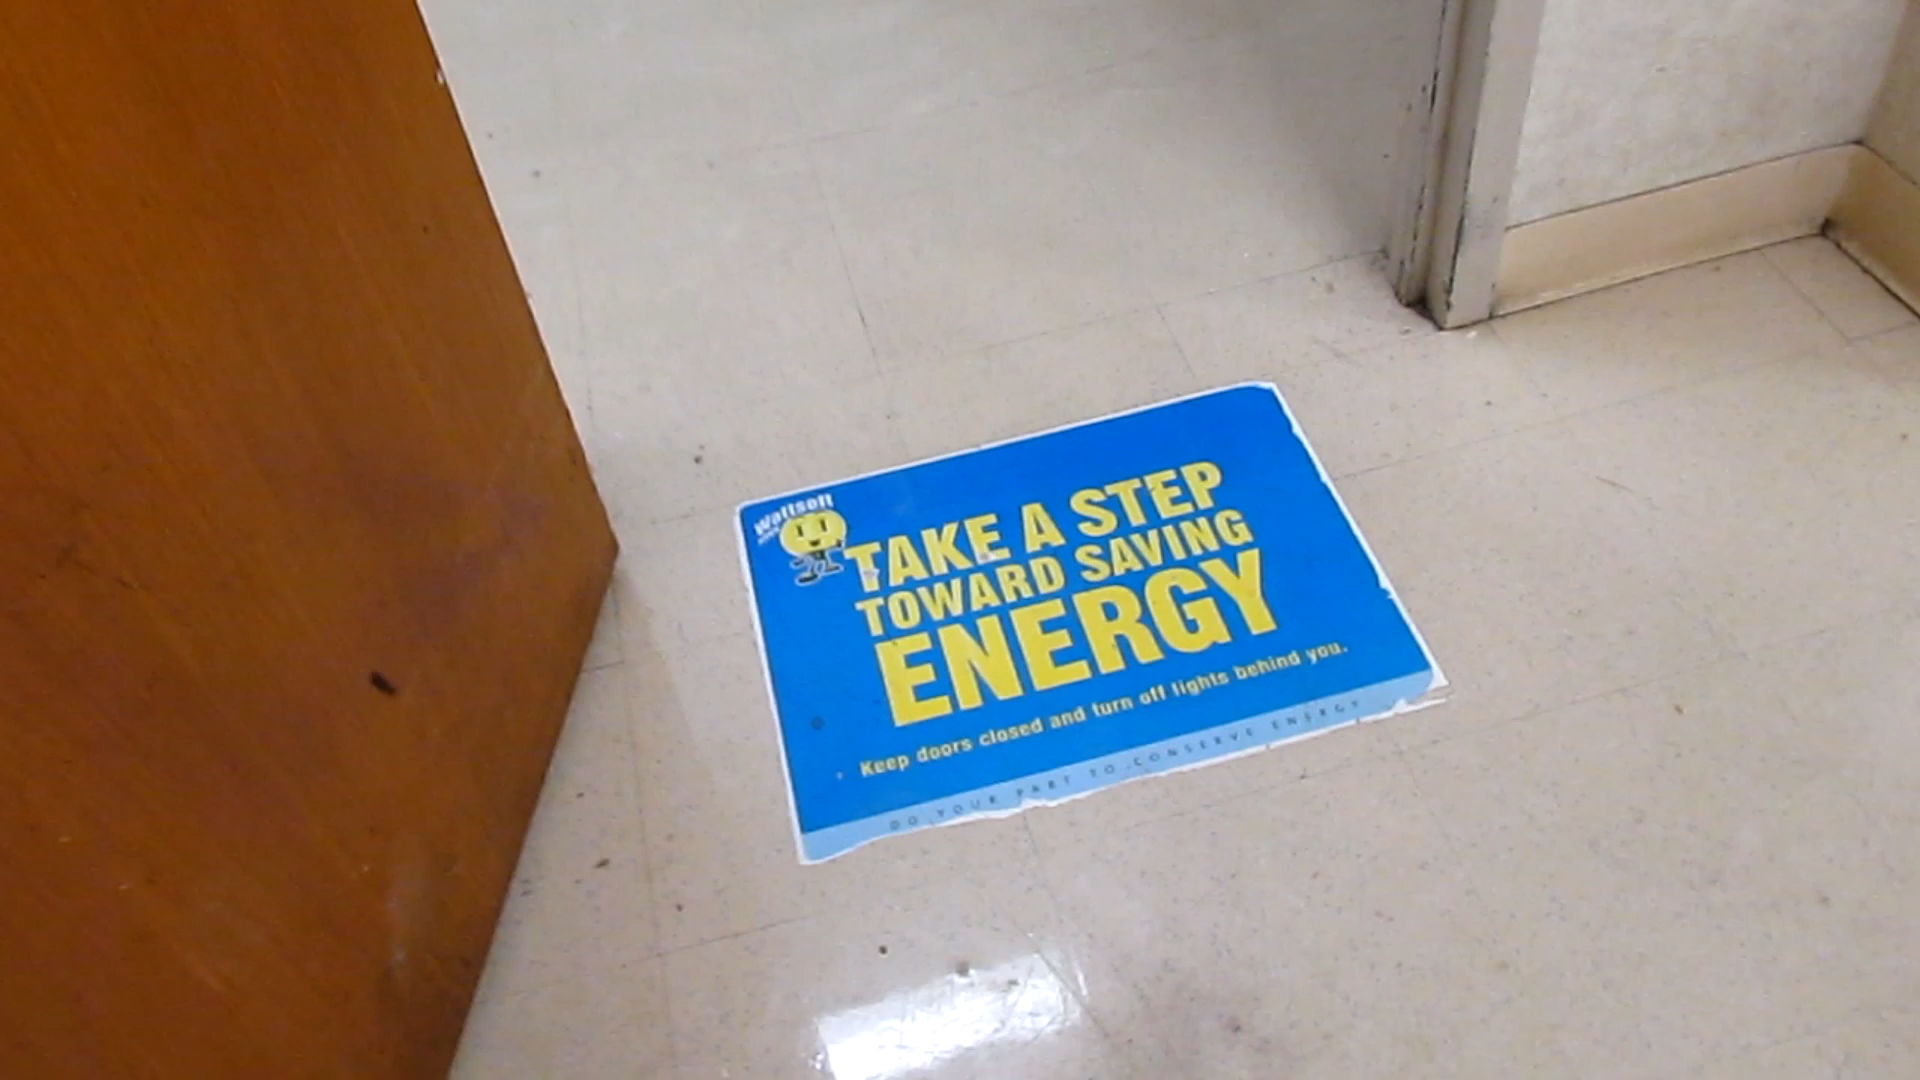 Wattsoff
TAKE A STEP
TOWARD SAVING
ENERGY
Keep doors closed and turn off lights behind you.
DO YOUR PART TO CONSERVE ENERGY